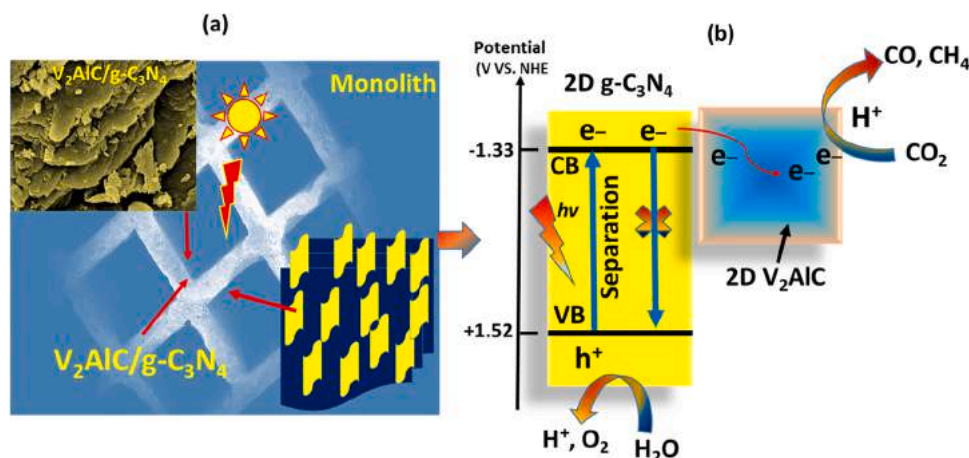 (a)
V₂AlC/g-C₃N₄
Monolith
V₂AlC/g-C₃N₄
(b)
Potential
(V VS. NHE
2D g-C₃N₄
CO, CH₄
H⁺
CO₂
e– e–
-1.33
CB
e– e– e–
hv
Separation
2D V₂AlC
VB
+1.52
h⁺
H⁺, O₂
H₂O